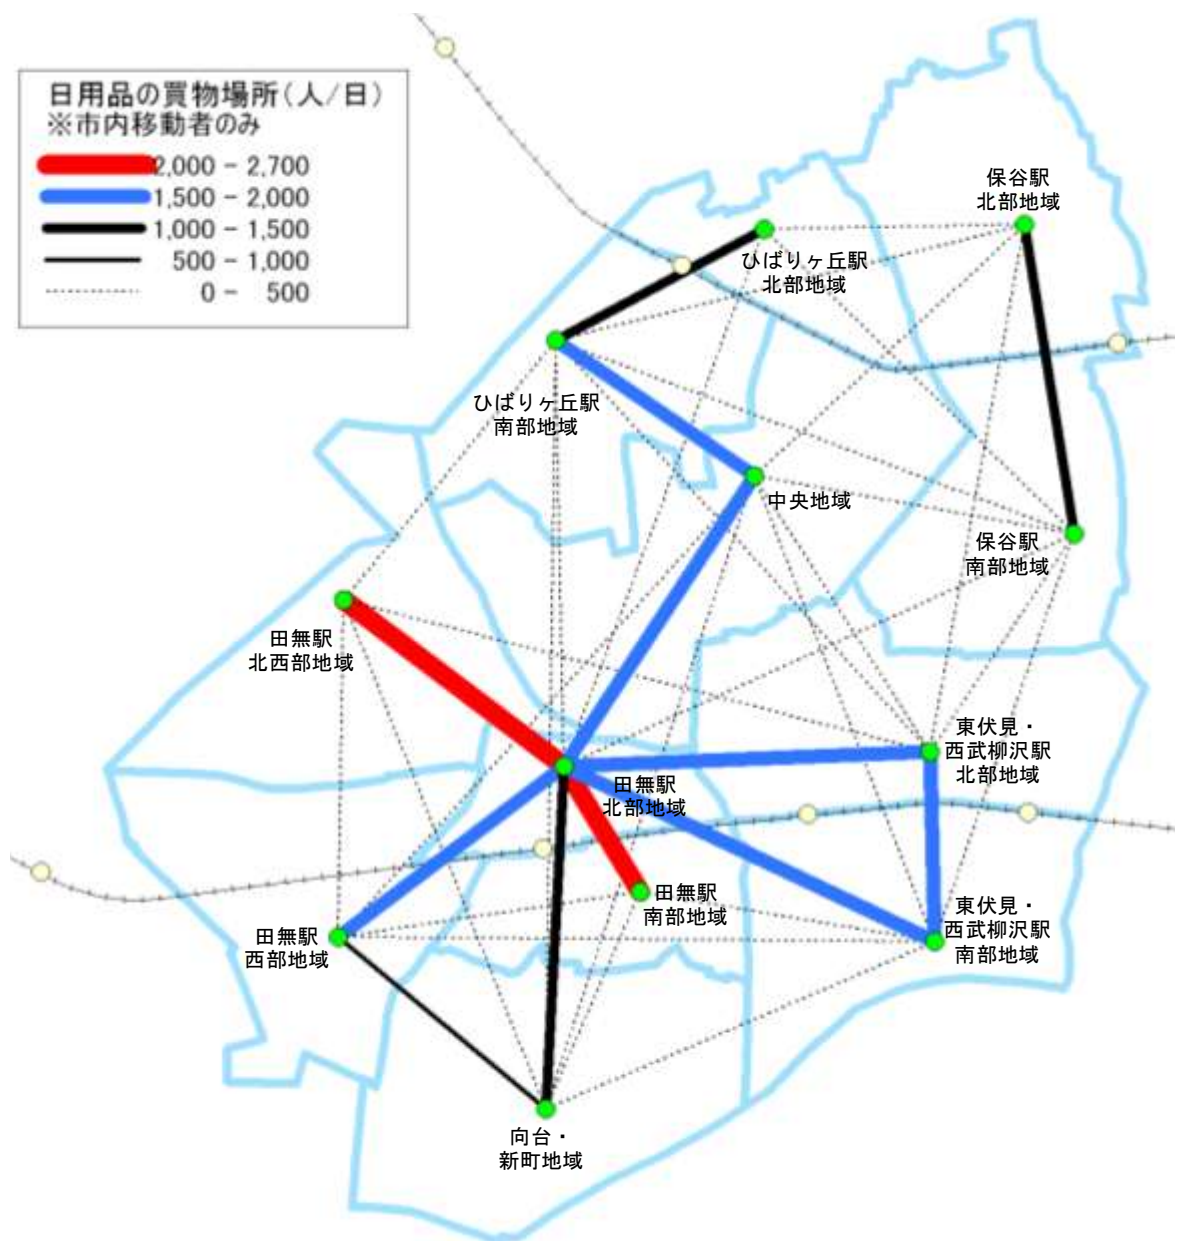 日用品の買物場所(人/日)
※市内移動者のみ
2,000 - 2,700
1,500 - 2,000
1,000 - 1,500
500 - 1,000
0 - 500
保谷駅
北部地域
ひばりヶ丘駅
北部地域
ひばりヶ丘駅
南部地域
中央地域
保谷駅
南部地域
田無駅
北西部地域
東伏見・
西武柳沢駅
北部地域
田無駅
北部地域
田無駅
南部地域
東伏見・
西武柳沢駅
南部地域
田無駅
西部地域
向台・
新町地域